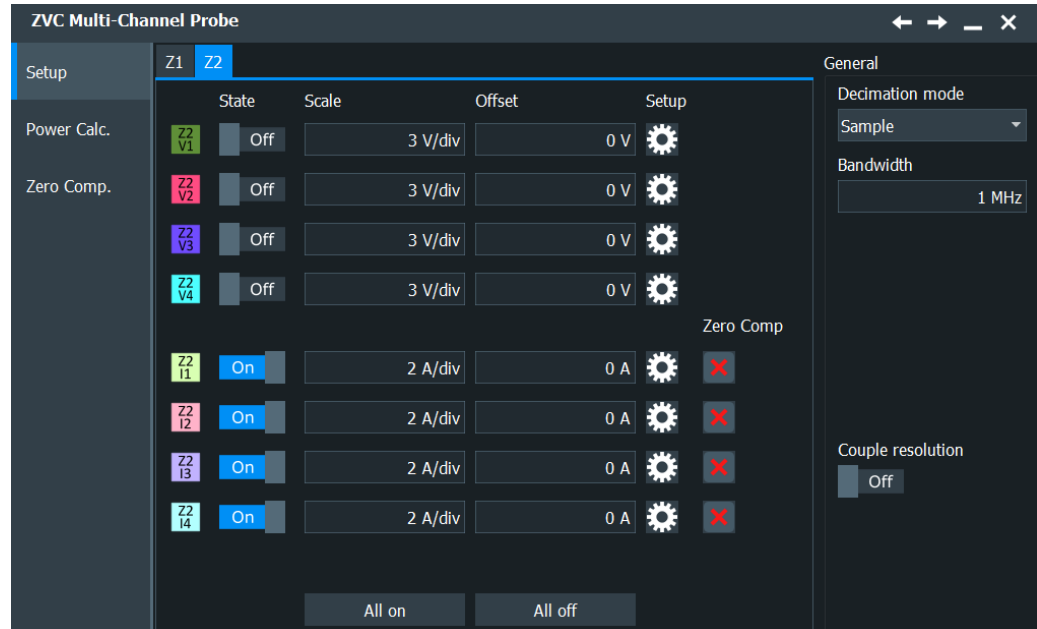 ZVC Multi-Channel Probe
Setup
Power Calc.
Zero Comp.
Z1 Z2
State Scale Offset Setup
Z2 V1 Off 3 V/div 0 V
Z2 V2 Off 3 V/div 0 V
Z2 V3 Off 3 V/div 0 V
Z2 V4 Off 3 V/div 0 V
Zero Comp
Z2 I1 On 2 A/div 0 A
Z2 I2 On 2 A/div 0 A
Z2 I3 On 2 A/div 0 A
Z2 I4 On 2 A/div 0 A
All on All off
General
Decimation mode
Sample
Bandwidth
1 MHz
Couple resolution
Off